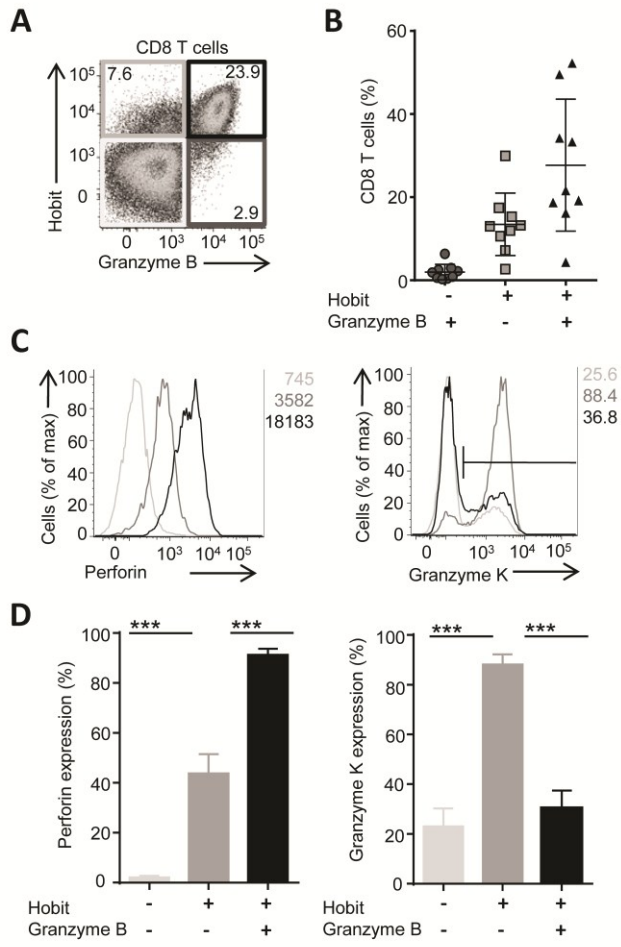 A
CD8 T cells
7.6
23.9
2.9
10⁵
10⁴
10³
0
Hobit
0
10³
10⁴
10⁵
Granzyme B
B
CD8 T cells (%)
60
40
20
0
Hobit - + +
Granzyme B + - +
C
Cells (% of max)
100
80
60
40
20
0
745
3582
18183
0 10³ 10⁴ 10⁵
Perforin
Cells (% of max)
100
80
60
40
20
0
25.6
88.4
36.8
0 10³ 10⁴ 10⁵
Granzyme K
D
Perforin expression (%)
100
80
60
40
20
0
*** ***
Hobit - + +
Granzyme B - - +
Granzyme K expression (%)
100
80
60
40
20
0
*** ***
Hobit - + +
Granzyme B - - +